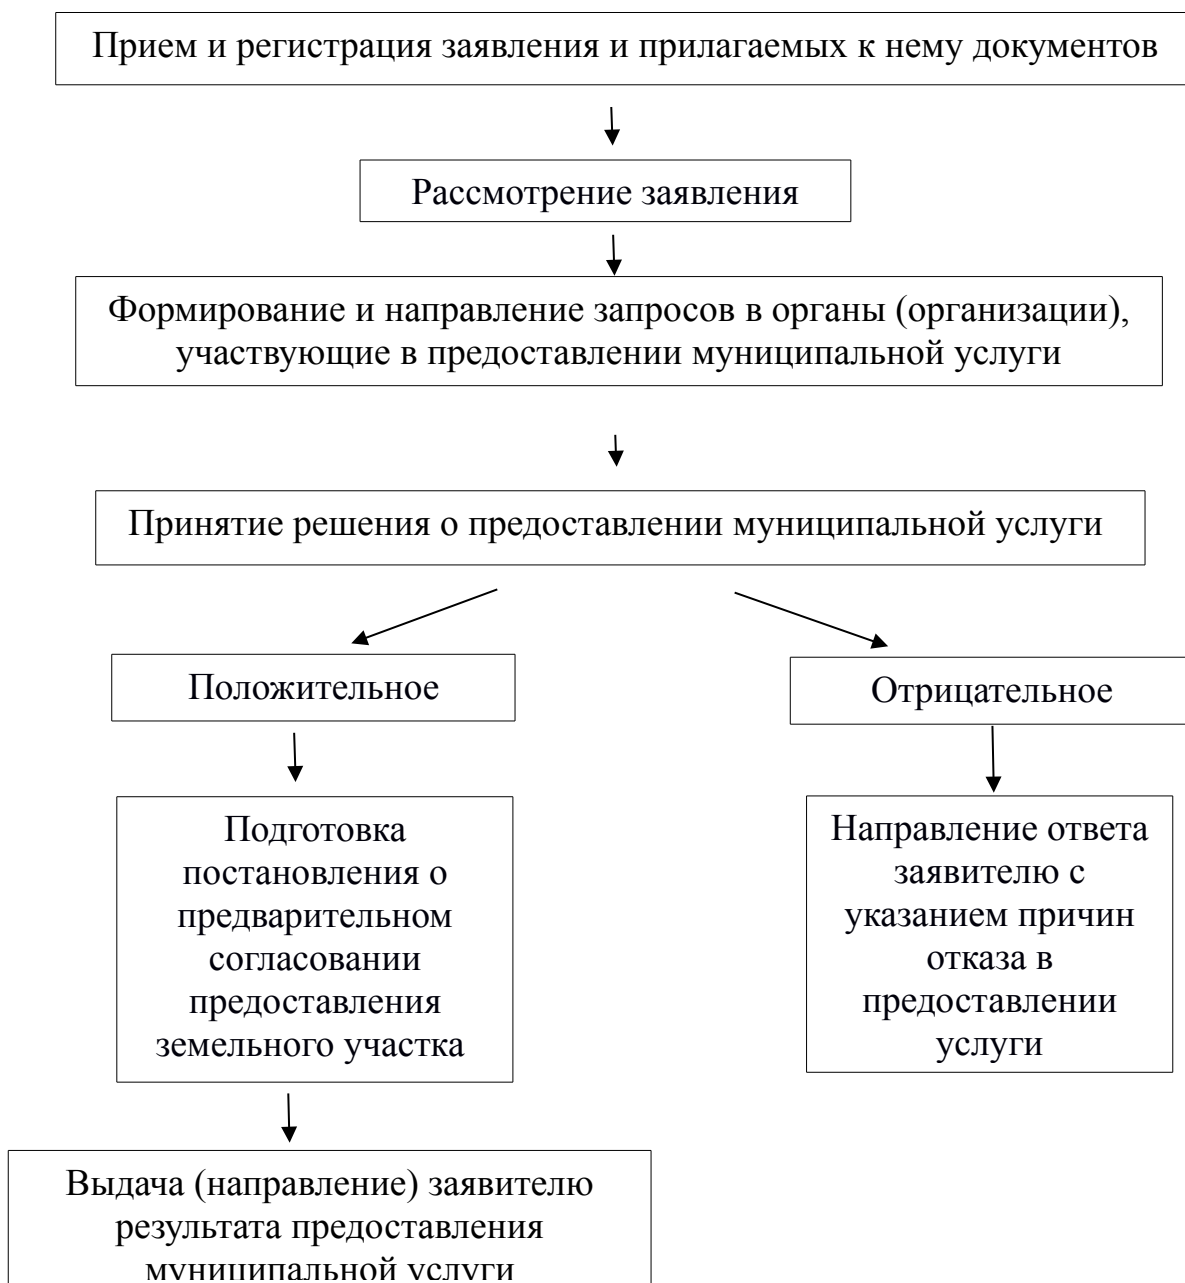 Прием и регистрация заявления и прилагаемых к нему документов
Рассмотрение заявления
Формирование и направление запросов в органы (организации),
участвующие в предоставлении муниципальной услуги
Принятие решения о предоставлении муниципальной услуги
Положительное
Отрицательное
Подготовка
постановления о
предварительном
согласовании
предоставления
земельного участка
Направление ответа
заявителю с
указанием причин
отказа в
предоставлении
услуги
Выдача (направление) заявителю
результата предоставления
муниципальной услуги